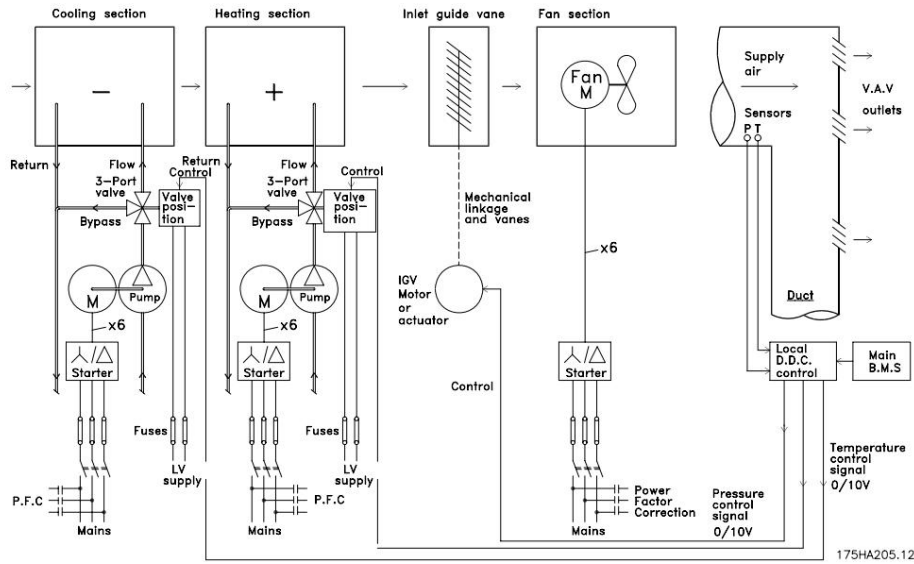 Cooling section
Heating section
Inlet guide vane
Fan section
−
+
Fan
M
Supply
air
V.A.V
outlets
Sensors
P T
Return
Flow
3-Port
valve
Bypass
Return
Control
Valve
posi-
tion
Flow
3-Port
valve
Bypass
Control
Valve
posi-
tion
Mechanical
linkage
and vanes
x6
M
Pump
x6
Starter
M
Pump
x6
Starter
IGV
Motor
or
actuator
Control
Starter
Duct
Local
D.D.C.
control
Main
B.M.S
Fuses
LV
supply
Fuses
LV
supply
P.F.C
Mains
P.F.C
Mains
Power
Factor
Correction
Mains
Pressure
control
signal
0/10V
Temperature
control
signal
0/10V
175HA205.12